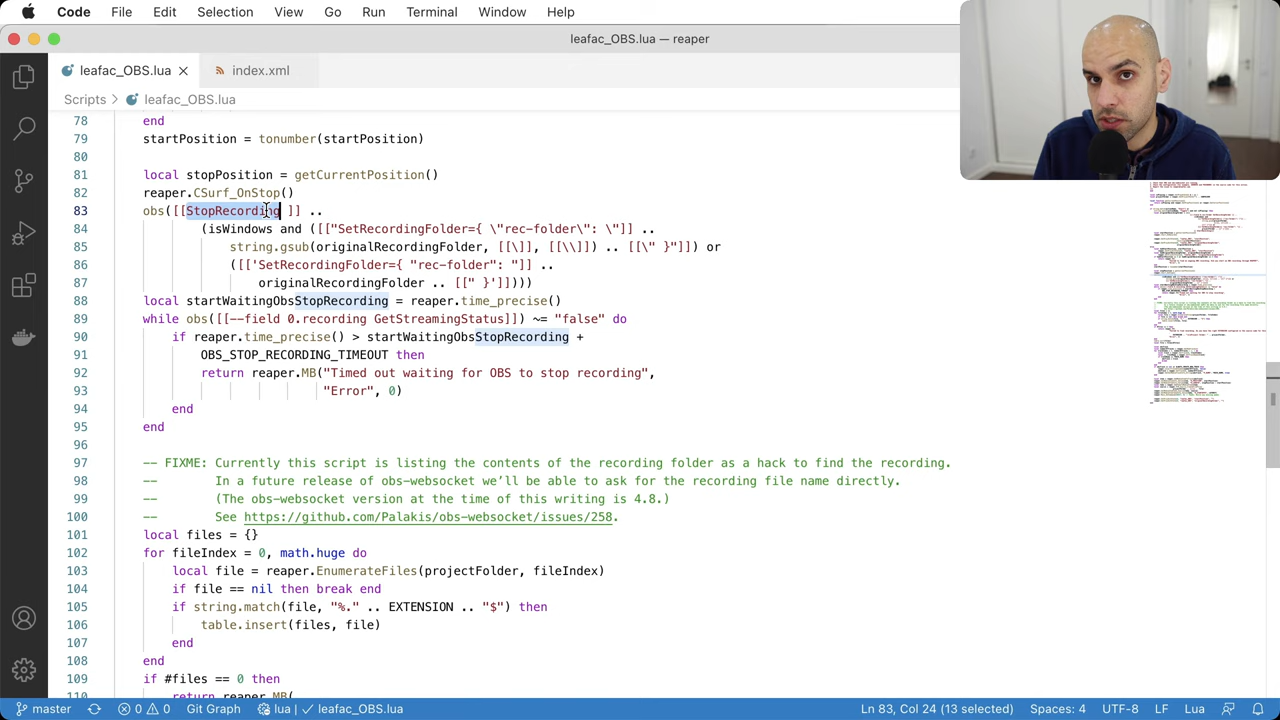 Code File Edit Selection View Go Run Terminal Window Help
leafac_OBS.lua — reaper
leafac_OBS.lua index.xml
Scripts > leafac_OBS.lua
78 end
79 startPosition = tonumber(startPosition)
80
81 local stopPosition = getCurrentPosition()
82 reaper.CSurf_OnStop()
83 obs([[StopRecording]] ..
84 (isWindows and [[ SetRecordingFolder=-rec-folder="]] ..
85 string.gsub(originalRecordingFolder, "\\", "/") .. [["]]) or
86
87 originalRecordingFolder .. [[']])
88 local stopRecordingStartTime = reaper.time_precise()
89 while obs([[GetRecordingStatus]], "isRecording") do
90 if reaper.time_precise() - stopRecordingStartTime >
91 OBS_STOP_RECORDING_TIMEOUT then
92 return reaper.MB("Timed out waiting for OBS to stop recording.",
93 "Error", 0)
94 end
95 end
96
97 -- FIXME: Currently this script is listing the contents of the recording folder as a hack to find the recording.
98 -- In a future release of obs-websocket we’ll be able to ask for the recording file name directly.
99 -- (The obs-websocket version at the time of this writing is 4.8.)
100 -- See https://github.com/Palakis/obs-websocket/issues/258.
101 local files = {}
102 for fileIndex = 0, math.huge do
103 local file = reaper.EnumerateFiles(projectFolder, fileIndex)
104 if file == nil then break end
105 if string.match(file, "%." .. EXTENSION .. "$") then
106 table.insert(files, file)
107 end
108 end
109 if #files == 0 then
110 return reaper.MB(
master 0 0 Git Graph lua | ✓ leafac_OBS.lua Ln 83, Col 24 (13 selected) Spaces: 4 UTF-8 LF Lua